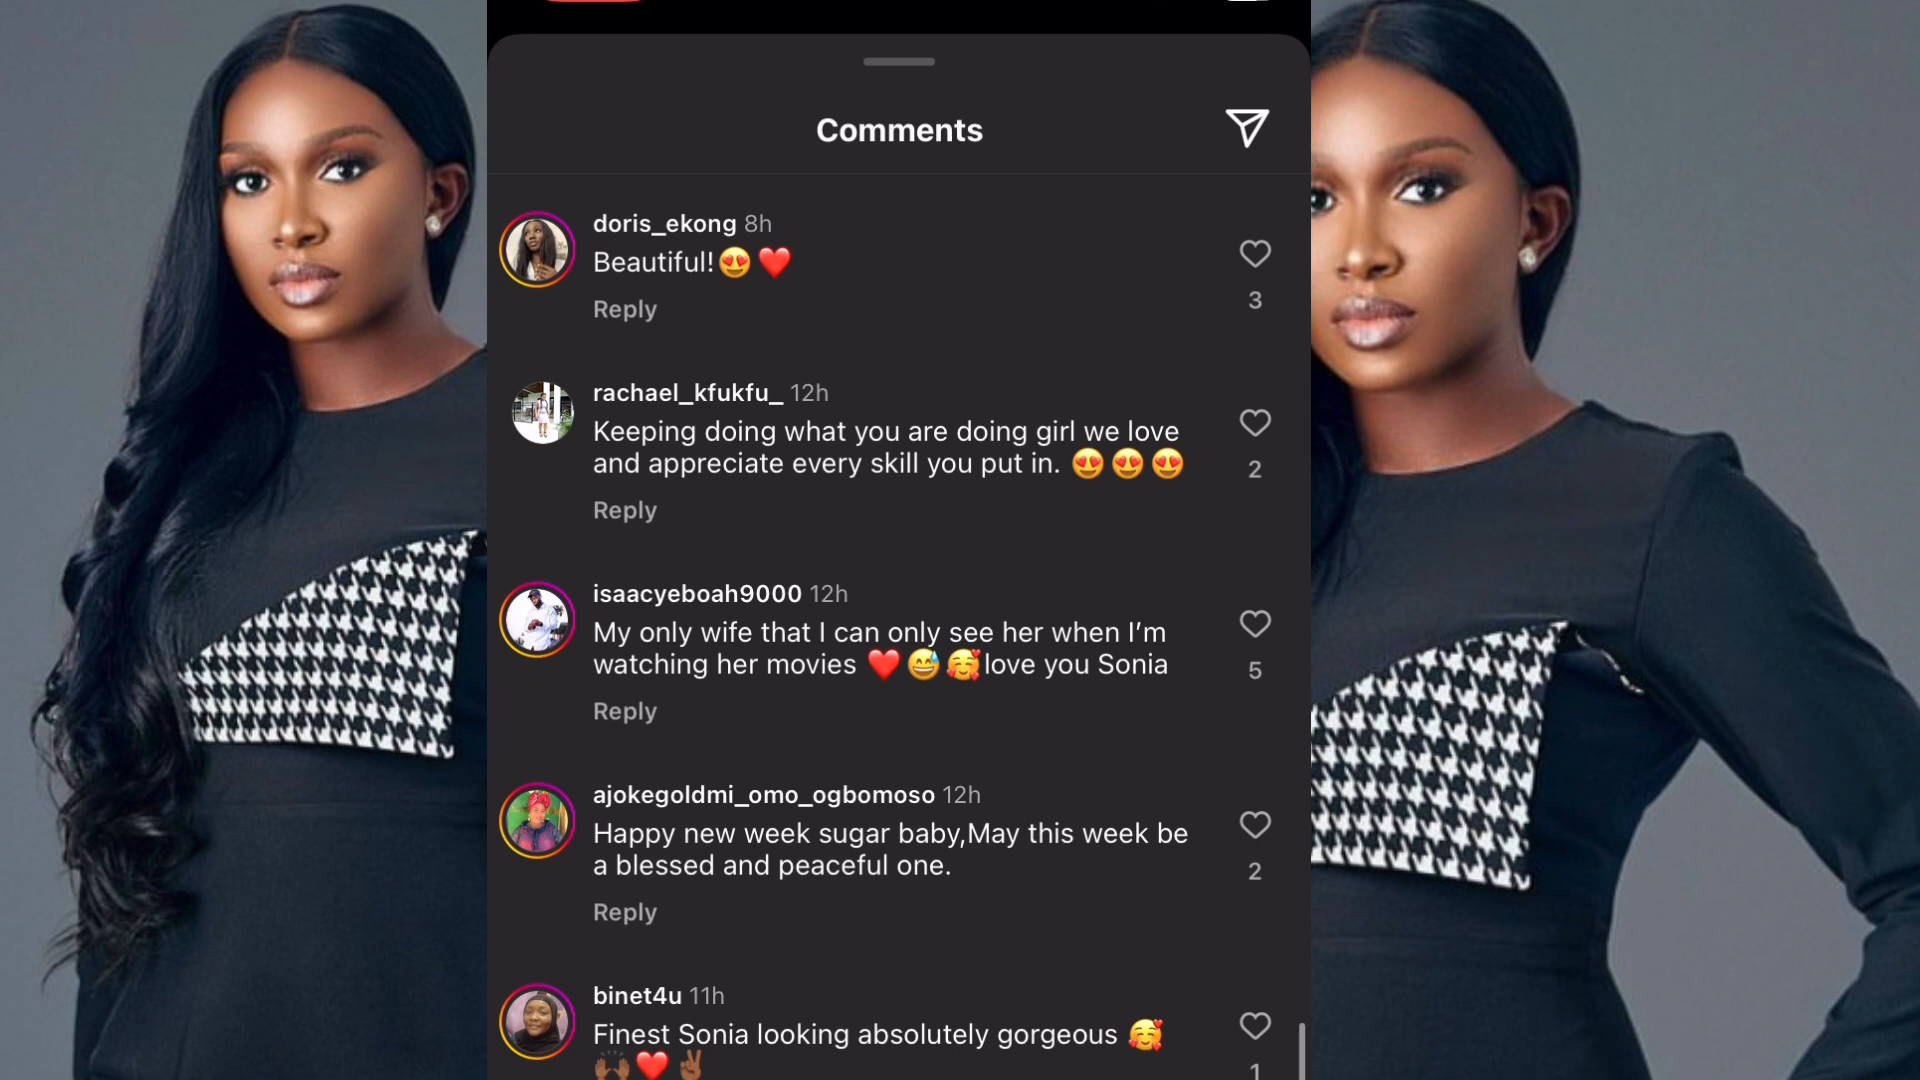 Comments
doris_ekong 8h
Beautiful!😍❤️
3
Reply
rachael_kfukfu_ 12h
Keeping doing what you are doing girl we love
and appreciate every skill you put in. 😍😍😍
2
Reply
isaacyeboah9000 12h
My only wife that I can only see her when I’m
watching her movies ❤️😅🥰love you Sonia
5
Reply
ajokegoldmi_omo_ogbomoso 12h
Happy new week sugar baby,May this week be
a blessed and peaceful one.
2
Reply
binet4u 11h
Finest Sonia looking absolutely gorgeous 🥰
🙌🏾❤️✌🏾
1